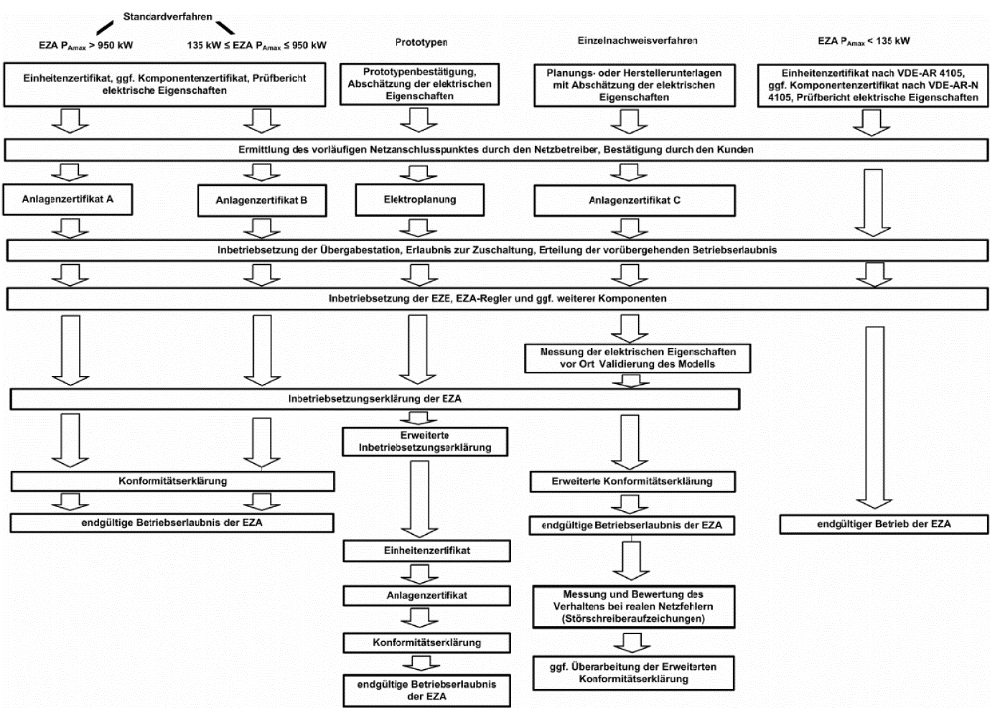 Standardverfahren
EZA P_Amax > 950 kW
135 kW ≤ EZA P_Amax ≤ 950 kW
Prototypen
Einzelnachweisverfahren
EZA P_Amax < 135 kW
Einheitenzertifikat, ggf. Komponentenzertifikat, Prüfbericht
elektrische Eigenschaften
Prototypenbestätigung,
Abschätzung der elektrischen
Eigenschaften
Planungs- oder Herstellerunterlagen
mit Abschätzung der elektrischen
Eigenschaften
Einheitenzertifikat nach VDE-AR 4105,
ggf. Komponentenzertifikat nach VDE-AR-N
4105, Prüfbericht elektrische Eigenschaften
Ermittlung des vorläufigen Netzanschlusspunktes durch den Netzbetreiber, Bestätigung durch den Kunden
Anlagenzertifikat A
Anlagenzertifikat B
Elektroplanung
Anlagenzertifikat C
Inbetriebsetzung der Übergabestation, Erlaubnis zur Zuschaltung, Erteilung der vorübergehenden Betriebserlaubnis
Inbetriebsetzung der EZE, EZA-Regler und ggf. weiterer Komponenten
Messung der elektrischen Eigenschaften
vor Ort Validierung des Modells
Inbetriebsetzungserklärung der EZA
Erweiterte
Inbetriebsetzungserklärung
Konformitätserklärung
Erweiterte Konformitätserklärung
endgültige Betriebserlaubnis der EZA
endgültige Betriebserlaubnis der EZA
endgültiger Betrieb der EZA
Einheitenzertifikat
Anlagenzertifikat
Messung und Bewertung des
Verhaltens bei realen Netzfehlern
(Störschreiberaufzeichungen)
Konformitätserklärung
ggf. Überarbeitung der Erweiterten
Konformitätserklärung
endgültige Betriebserlaubnis
der EZA